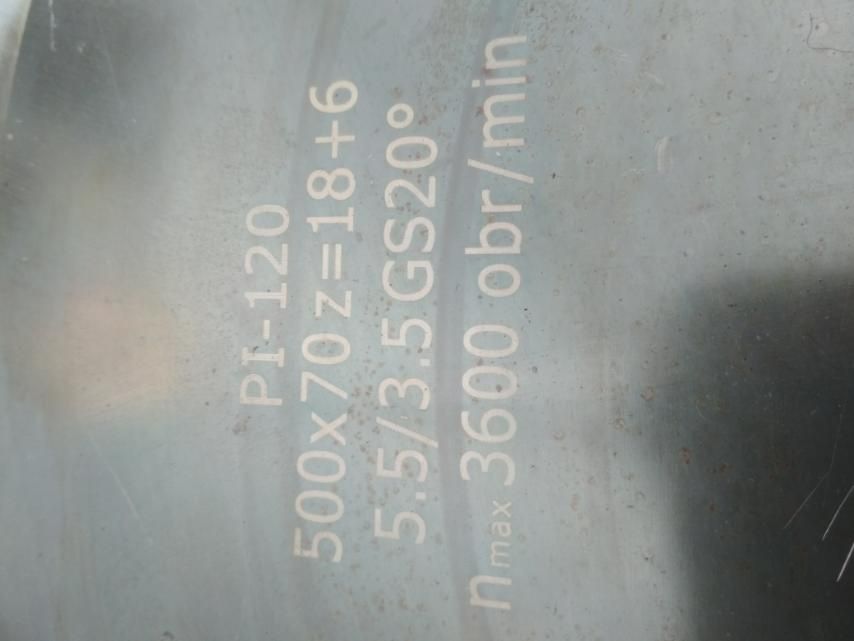 PI-120
500x70 z=18+6
5.5/3.5 GS20°
nmax 3600 obr/min